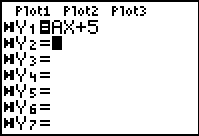 Plot1 Plot2 Plot3
Y1=AX+5
Y2=
Y3=
Y4=
Y5=
Y6=
Y7=